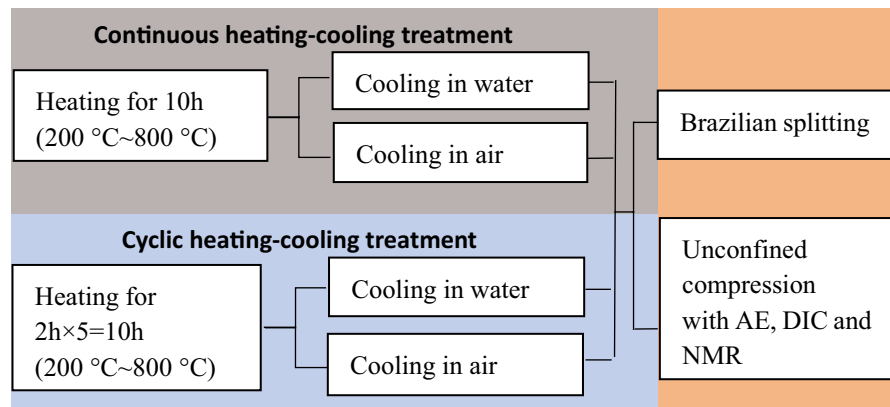 Continuous heating-cooling treatment
Heating for 10h
(200 °C~800 °C)
Cooling in water
Cooling in air
Brazilian splitting
Cyclic heating-cooling treatment
Heating for
2h×5=10h
(200 °C~800 °C)
Cooling in water
Cooling in air
Unconfined
compression
with AE, DIC and
NMR